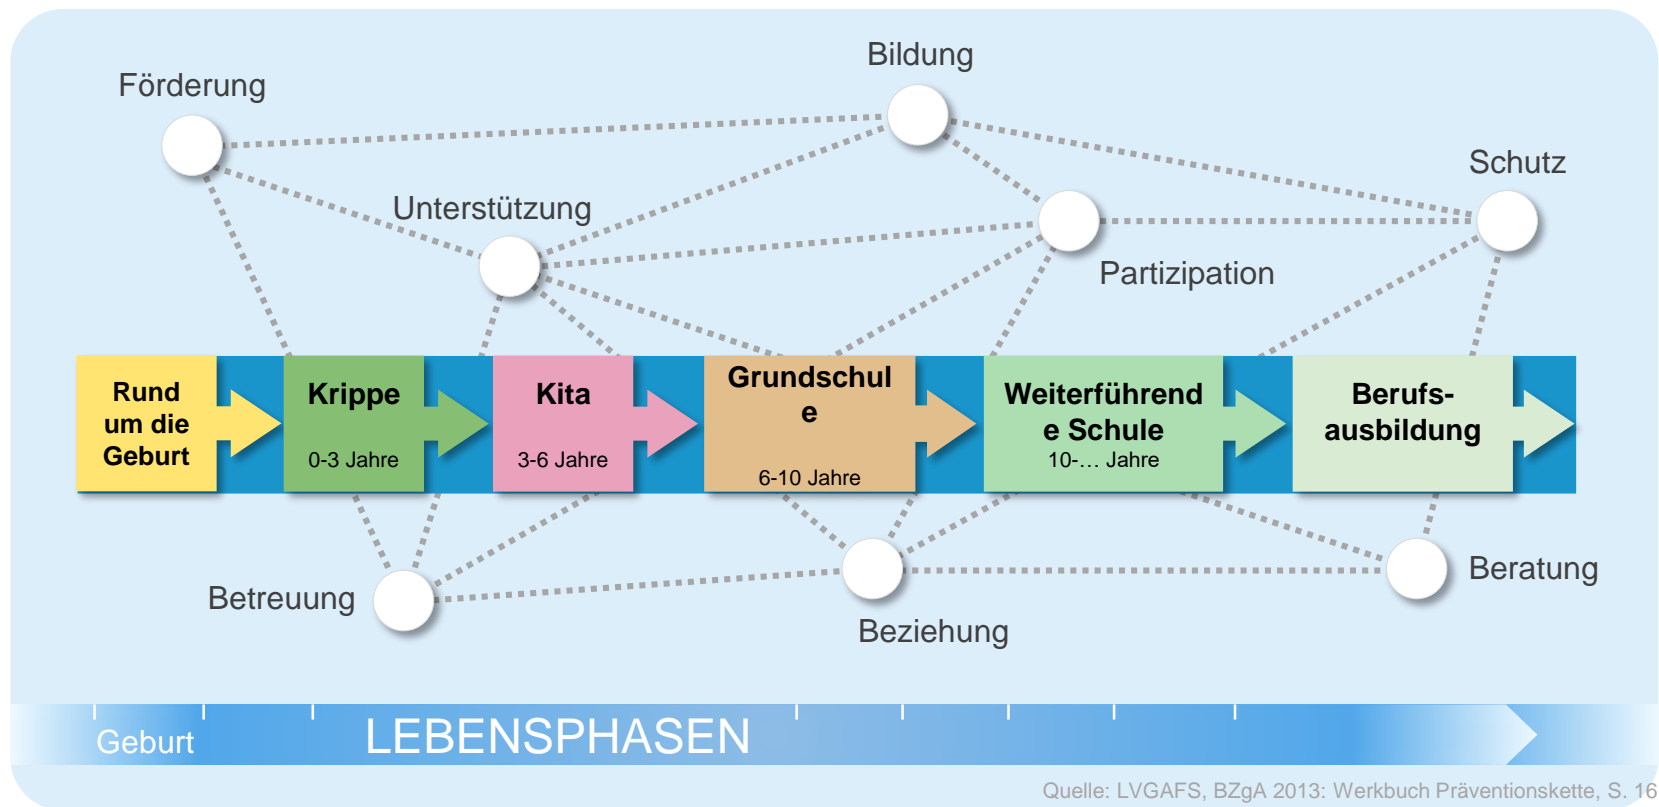 Bildung
Förderung
Schutz
Unterstützung
Partizipation
Rund
um die
Geburt
Krippe
0-3 Jahre
Kita
3-6 Jahre
Grundschul
e
6-10 Jahre
Weiterführend
e Schule
10-... Jahre
Berufs-
ausbildung
Betreuung
Beziehung
Beratung
Geburt
LEBENSPHASEN
Quelle: LVGAFS, BZgA 2013: Werkbuch Präventionskette, S. 16